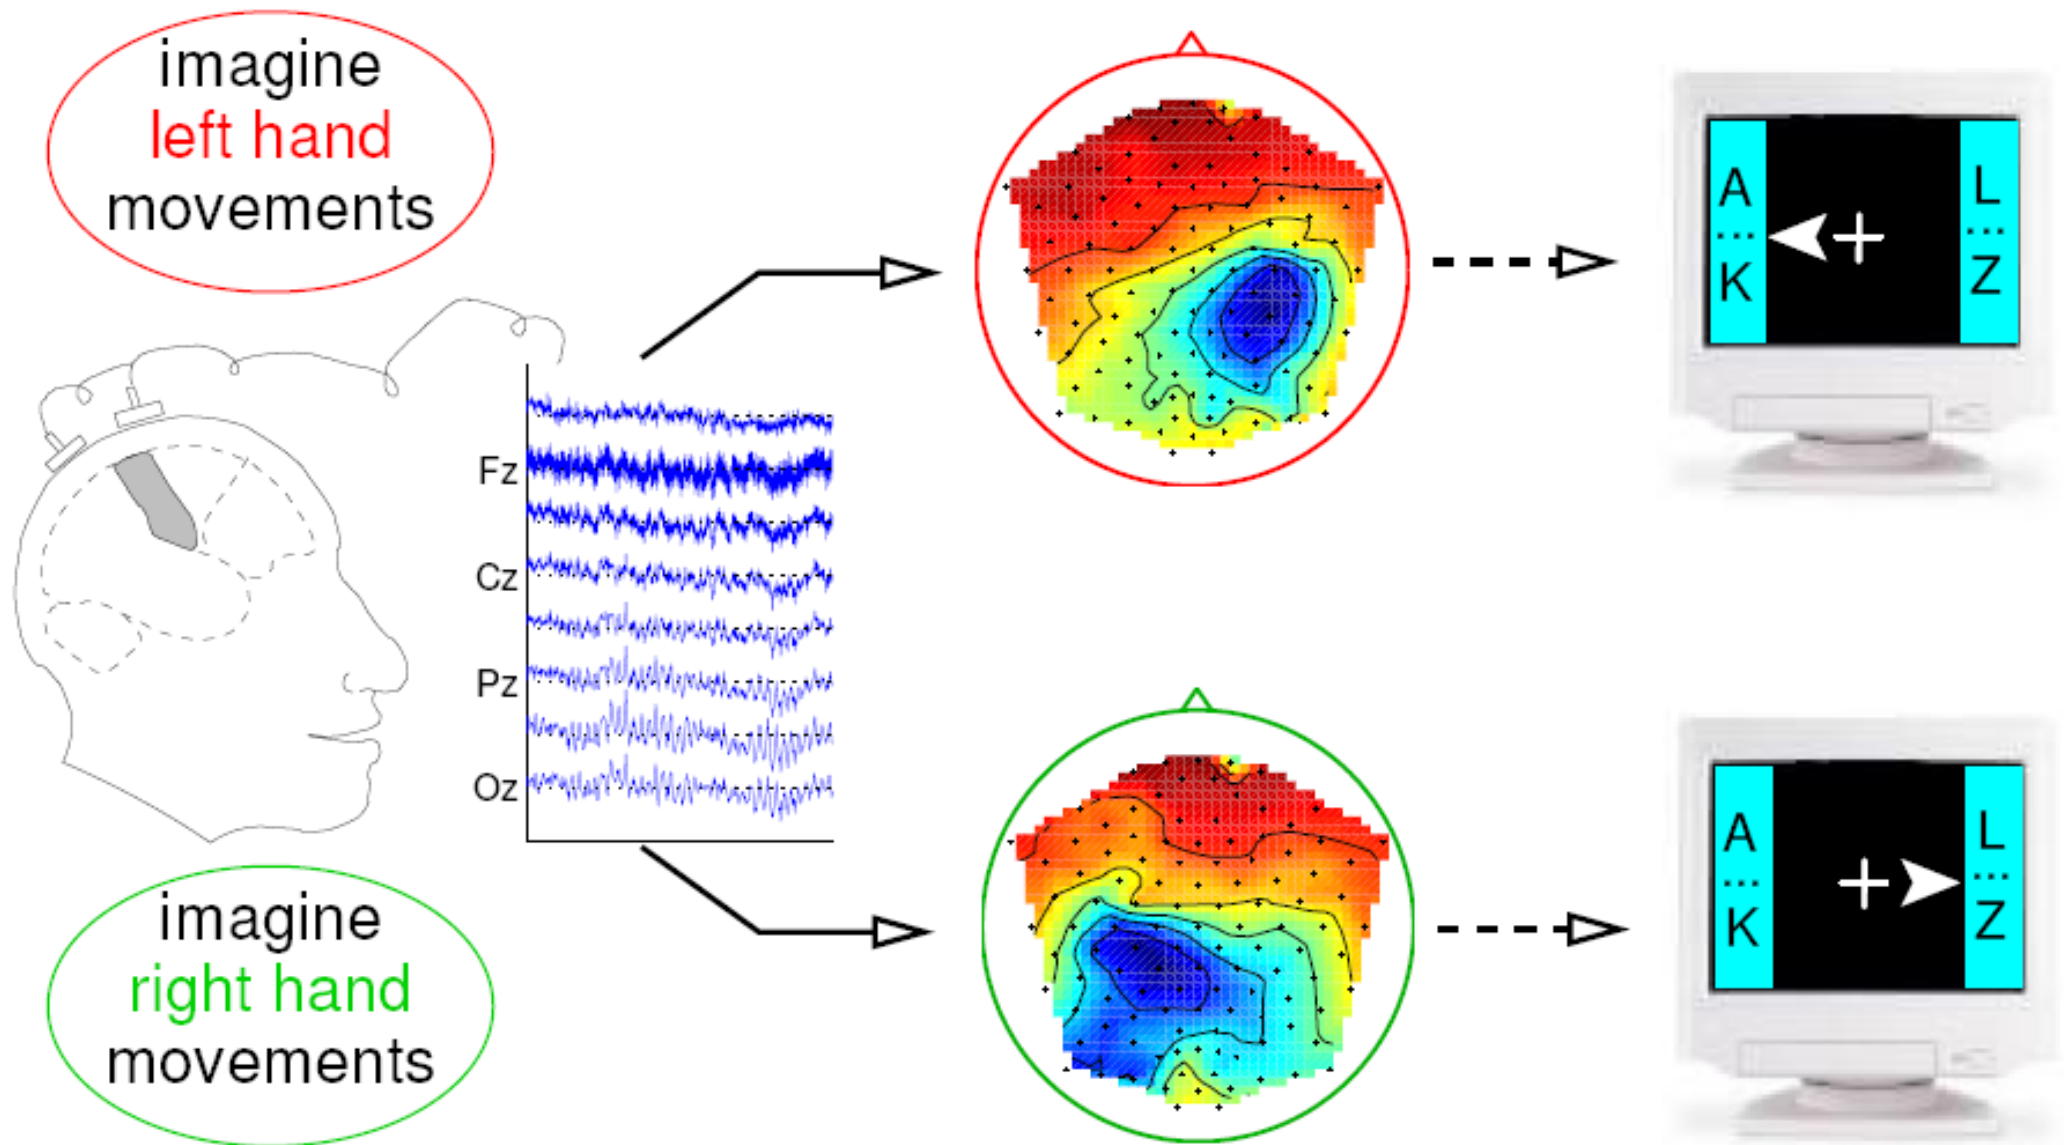 imagine
left hand
movements
Fz
Cz
Pz
Oz
imagine
right hand
movements
A
...
K
L
...
Z
A
...
K
L
...
Z